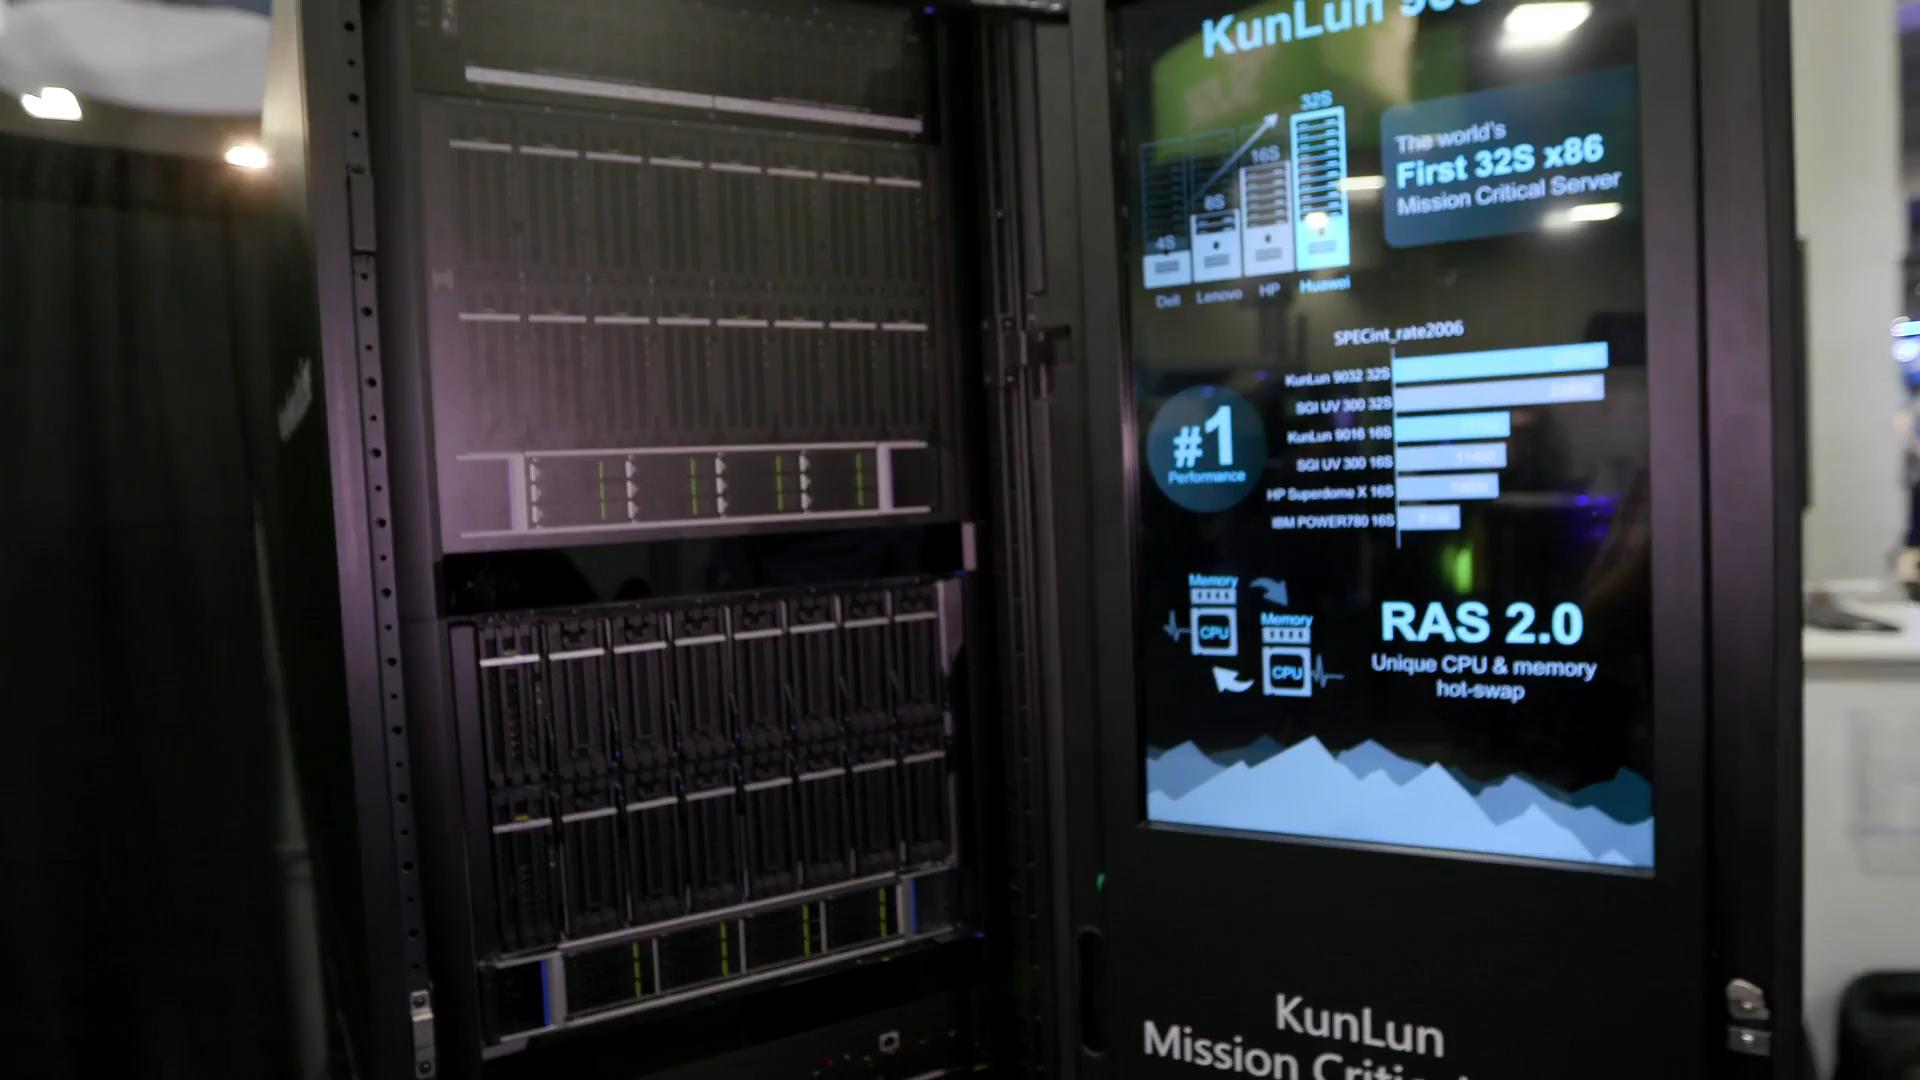 KunLun
32S
16S
8S
4S
Dell
Lenovo
HP
Huawei
The world's
First 32S x86
Mission Critical Server
SPECint_rate2006
KunLun 9032 32S
SGI UV 300 32S
KunLun 9016 16S
SGI UV 300 16S
HP Superdome X 16S
IBM POWER780 16S
#1
Performance
Memory
CPU
Memory
CPU
RAS 2.0
Unique CPU & memory
hot-swap
KunLun
Mission